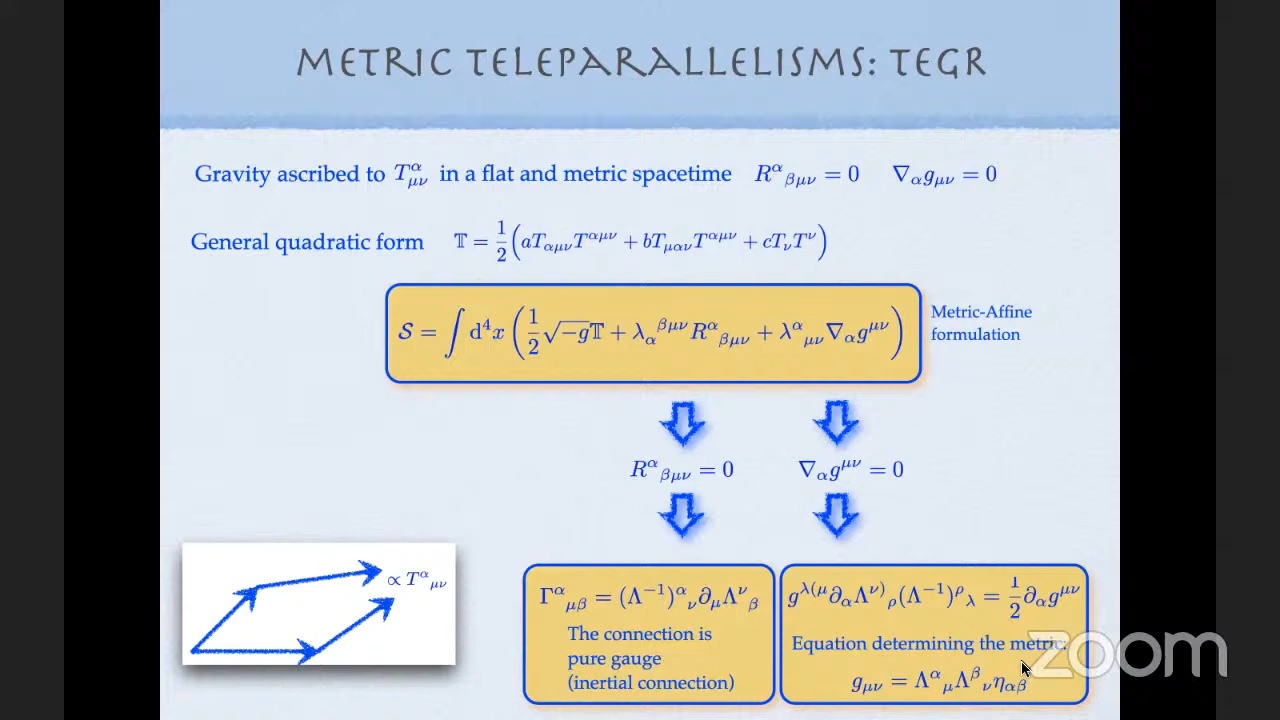 METRIC TELEPARALLELISMS: TEGR
Gravity ascribed to $T^{\alpha}_{\mu\nu}$ in a flat and metric spacetime $R^{\alpha}{}_{\beta\mu\nu} = 0$ $\nabla_{\alpha} g_{\mu\nu} = 0$
General quadratic form $\mathbb{T} = \frac{1}{2}\left(aT_{\alpha\mu\nu}T^{\alpha\mu\nu} + bT_{\mu\alpha\nu}T^{\alpha\mu\nu} + cT_{\nu}T^{\nu}\right)$
$\mathcal{S} = \int \mathrm{d}^4x \left(\frac{1}{2}\sqrt{-g}\mathbb{T} + \lambda_{\alpha}{}^{\beta\mu\nu}R^{\alpha}{}_{\beta\mu\nu} + \lambda^{\alpha}{}_{\mu\nu}\nabla_{\alpha}g^{\mu\nu}\right)$
Metric-Affine
formulation
$R^{\alpha}{}_{\beta\mu\nu} = 0$ $\nabla_{\alpha}g^{\mu\nu} = 0$
$\propto T^{\alpha}{}_{\mu\nu}$
$\Gamma^{\alpha}{}_{\mu\beta} = (\Lambda^{-1})^{\alpha}{}_{\nu}\partial_{\mu}\Lambda^{\nu}{}_{\beta}$
The connection is
pure gauge
(inertial connection)
$g^{\lambda(\mu}\partial_{\alpha}\Lambda^{\nu)}{}_{\rho}(\Lambda^{-1})^{\rho}{}_{\lambda} = \frac{1}{2}\partial_{\alpha}g^{\mu\nu}$
Equation determining the metric:
$g_{\mu\nu} = \Lambda^{\alpha}{}_{\mu}\Lambda^{\beta}{}_{\nu}\eta_{\alpha\beta}$
zoom